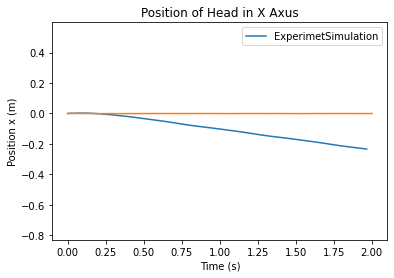 Position of Head in X Axus
ExperimetSimulation
0.4
0.2
0.0
−0.2
−0.4
−0.6
−0.8
Position x (m)
0.00 0.25 0.50 0.75 1.00 1.25 1.50 1.75 2.00
Time (s)